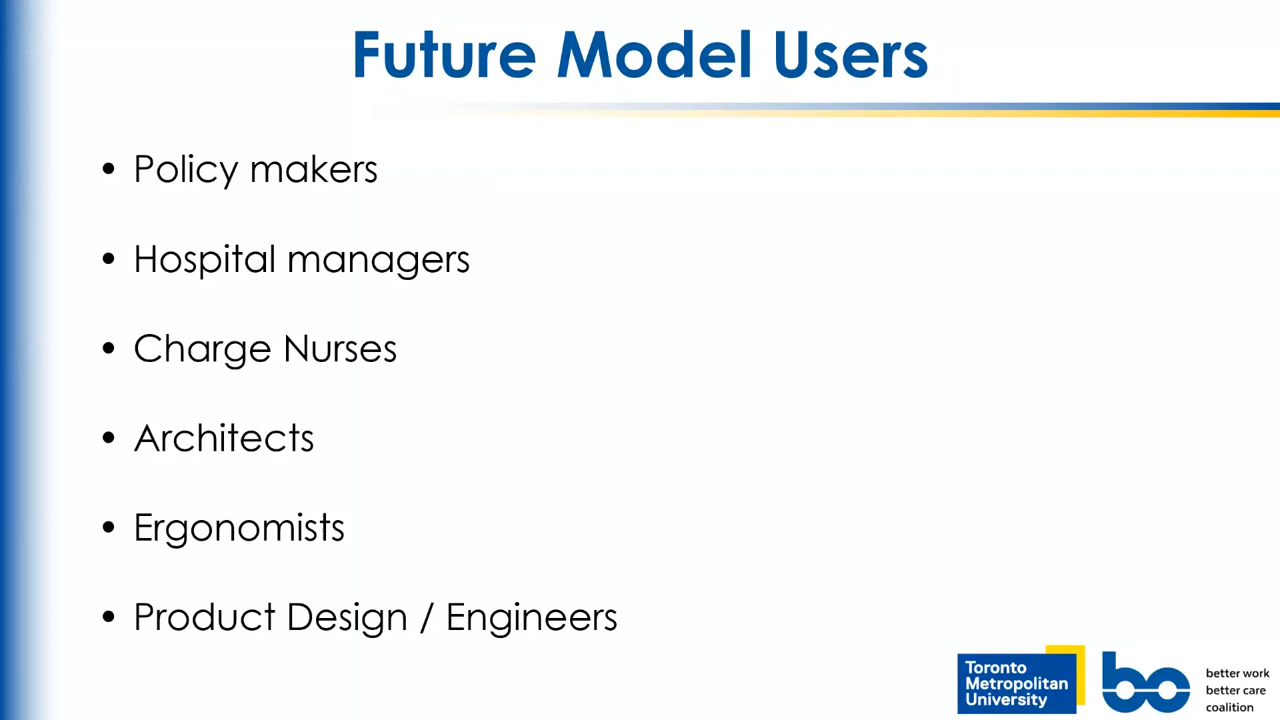 Future Model Users
• Policy makers
• Hospital managers
• Charge Nurses
• Architects
• Ergonomists
• Product Design / Engineers
Toronto
Metropolitan
University
better work
better care
coalition